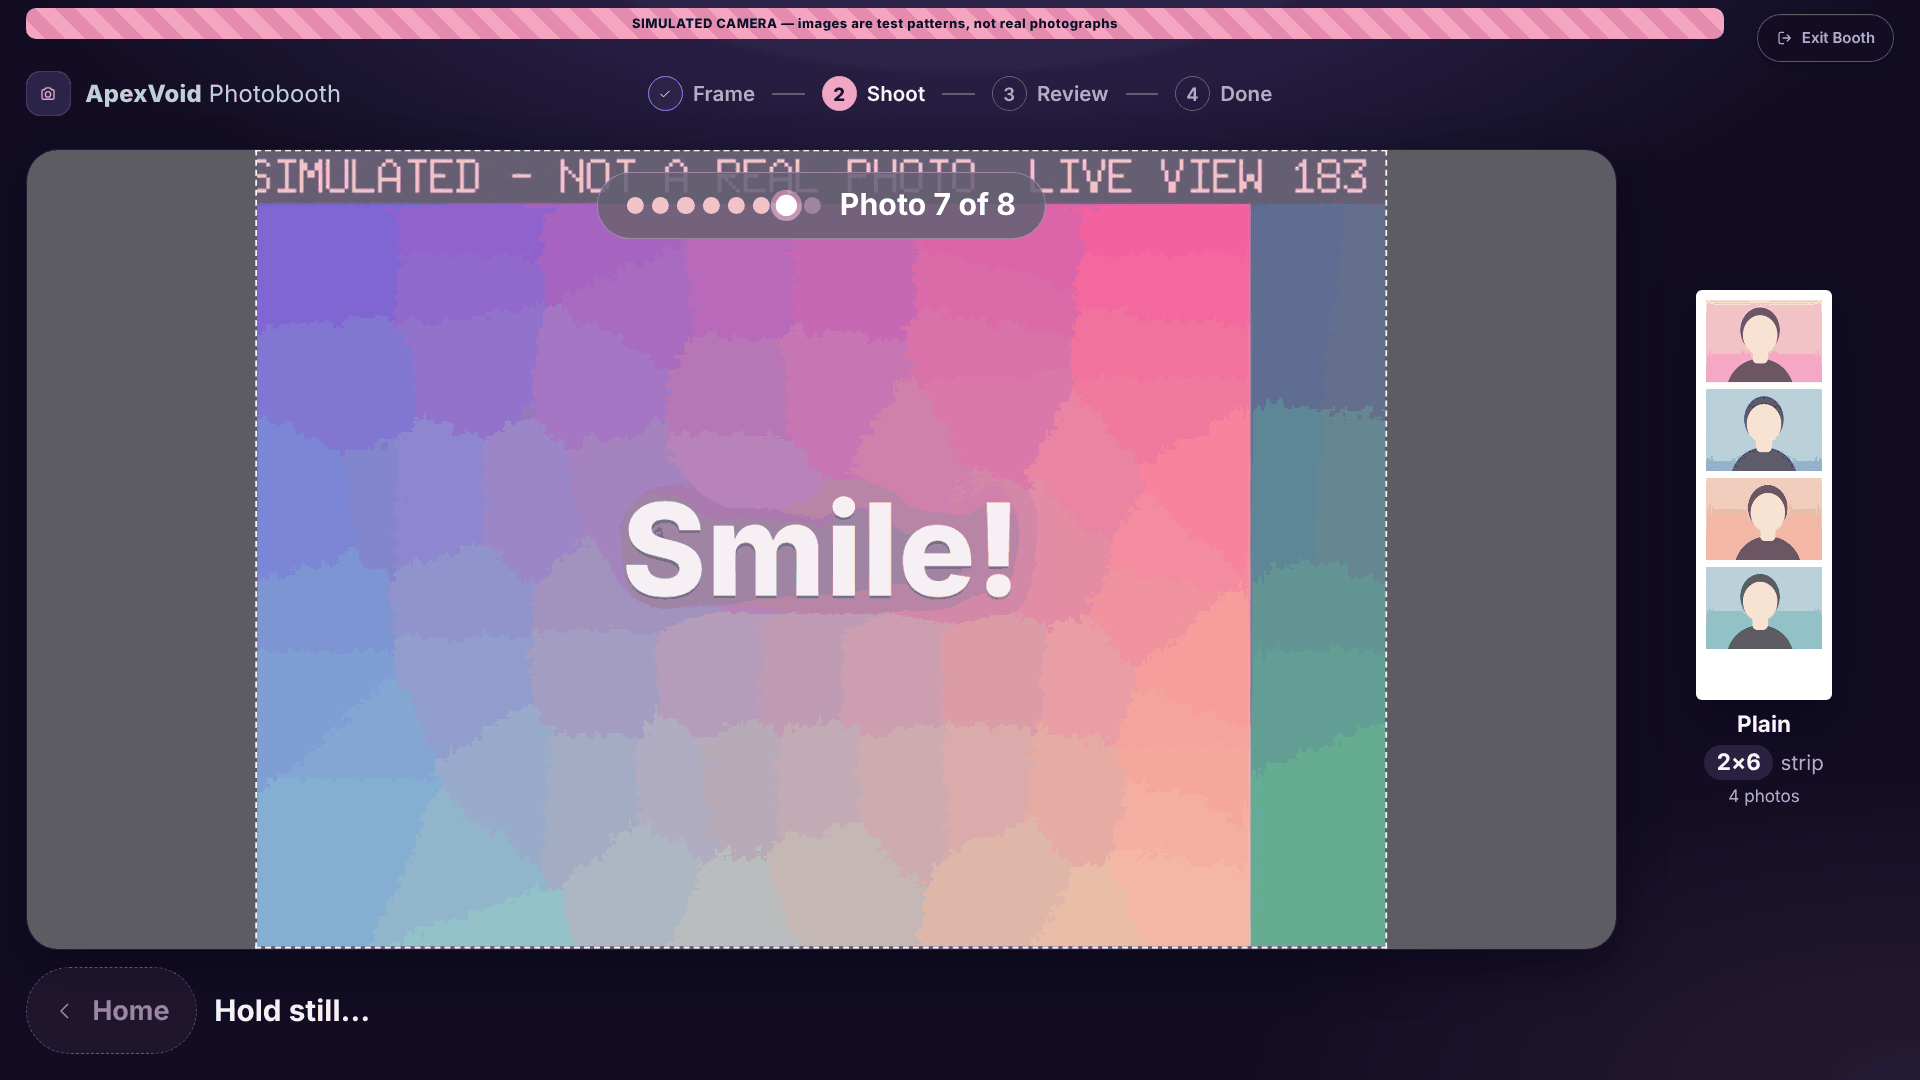 SIMULATED CAMERA — images are test patterns, not real photographs
Exit Booth
ApexVoid Photobooth
Frame
2 Shoot
3 Review
4 Done
SIMULATED - NOT A REAL PHOTO LIVE VIEW 183
Photo 7 of 8
Smile!
Plain
2×6 strip
4 photos
Home
Hold still...